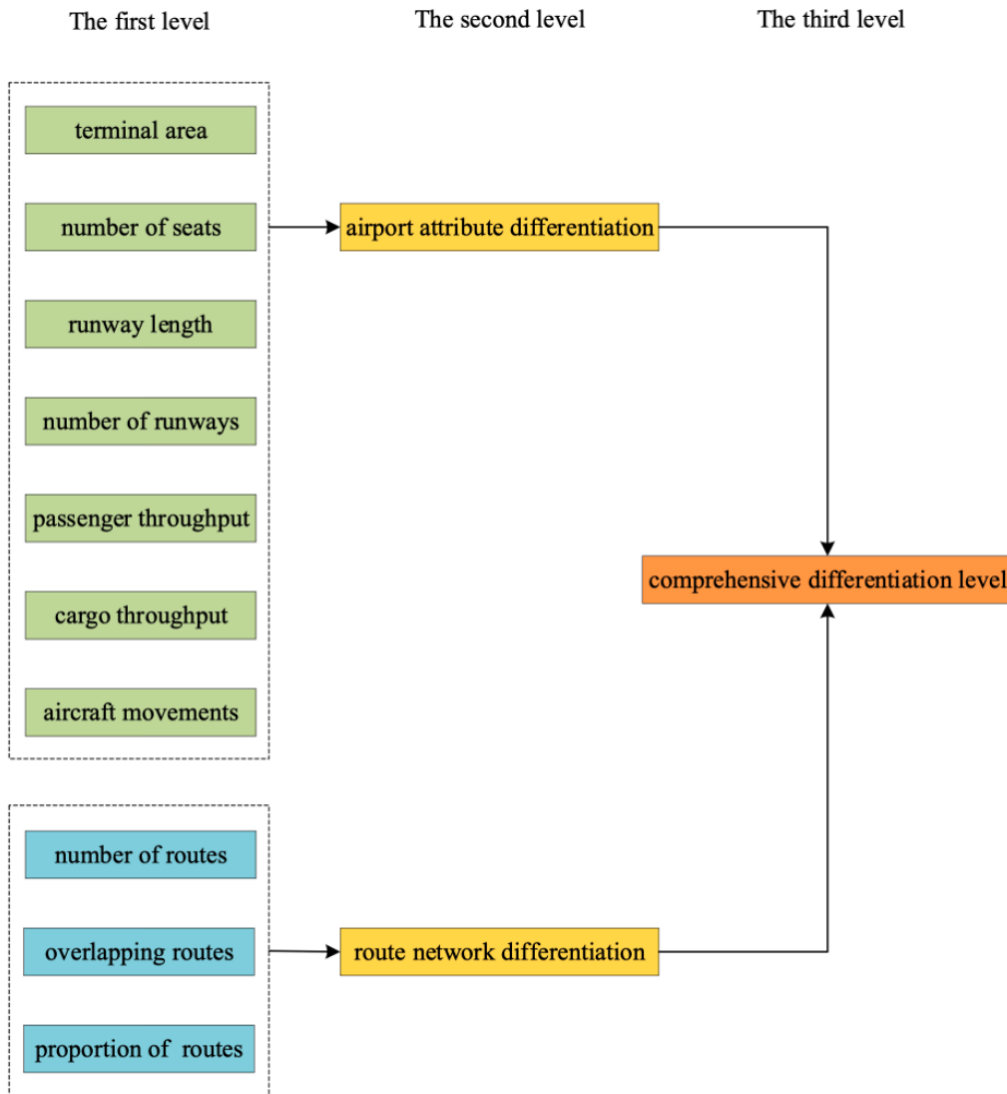 The first level
The second level
The third level
terminal area
number of seats
airport attribute differentiation
runway length
number of runways
passenger throughput
comprehensive differentiation level
cargo throughput
aircraft movements
number of routes
overlapping routes
route network differentiation
proportion of routes